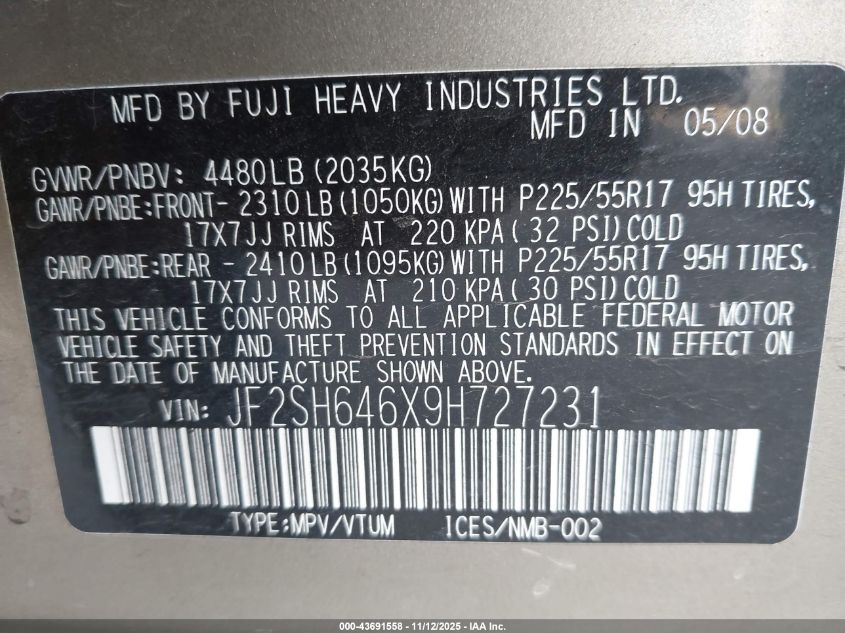 MFD BY FUJI HEAVY INDUSTRIES LTD.
MFD IN 05/08
GVWR/PNBV: 4480LB (2035KG)
GAWR/PNBE:FRONT- 2310LB(1050KG)WITH P225/55R17 95H TIRES,
17X7JJ RIMS AT 220 KPA( 32 PSI)COLD
GAWR/PNBE:REAR - 2410LB(1095KG)WITH P225/55R17 95H TIRES,
17X7JJ RIMS AT 210 KPA( 30 PSI)COLD
THIS VEHICLE CONFORMS TO ALL APPLICABLE FEDERAL MOTOR
VEHICLE SAFETY AND THEFT PREVENTION STANDARDS IN EFFECT ON
THE DATE OF MANUFACTURE SHOWN ABOVE.
VIN: JF2SH646X9H727231
TYPE:MPV/VTUM ICES/NMB-002
000-43691558 - 11/12/2025 - IAA Inc.